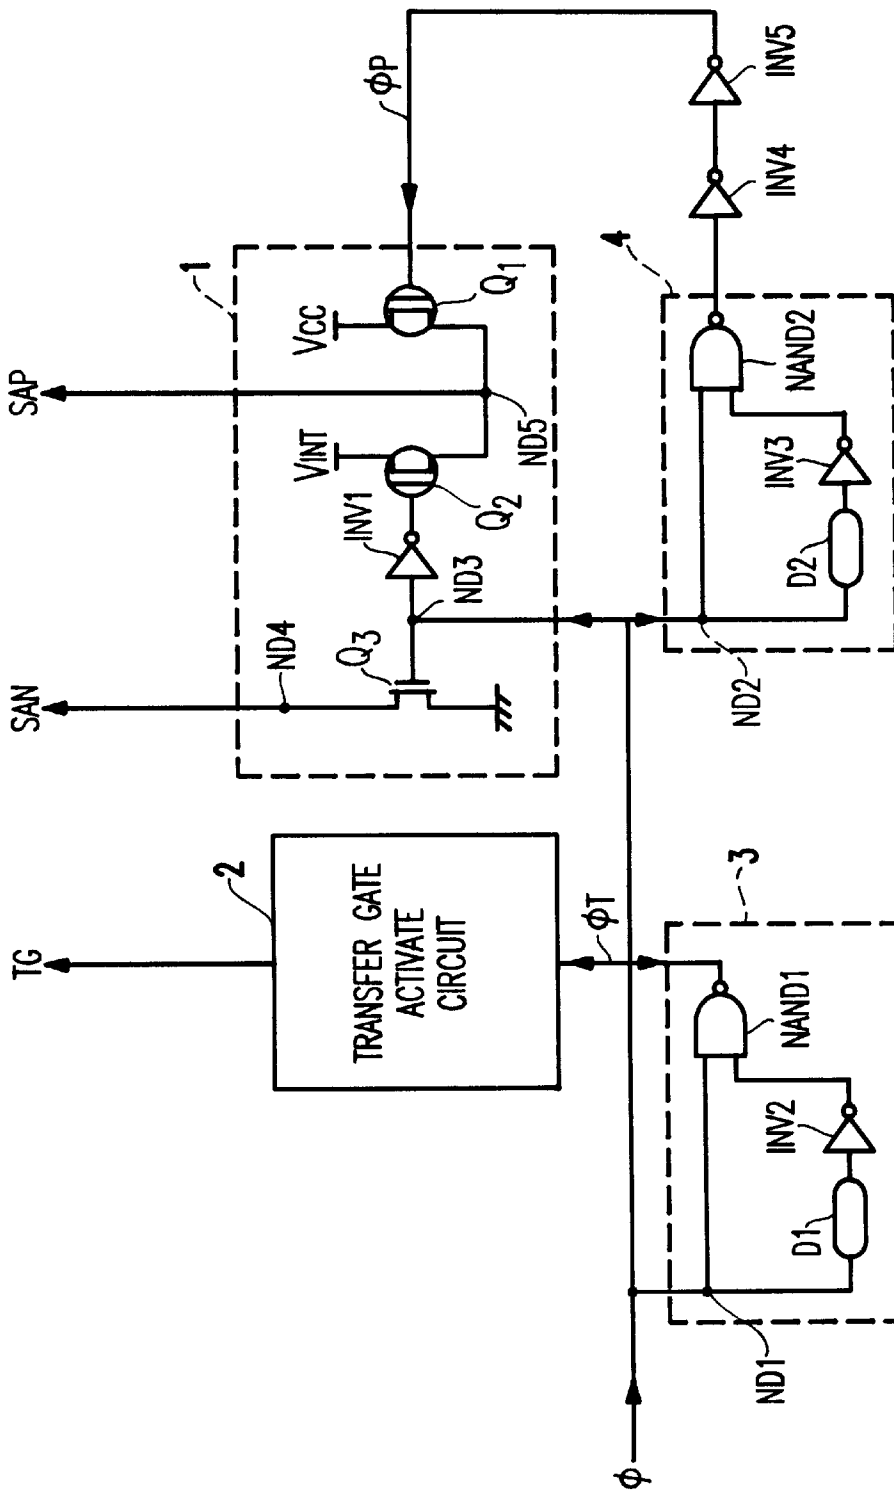 TG
SAN
SAP
2
TRANSFER GATE
ACTIVATE
CIRCUIT
1
ND4
Q3
ND3
INV1
VINT
Q2
ND5
VCC
Q1
ϕP
ϕT
ϕ
3
ND1
D1
INV2
NAND1
4
ND2
D2
INV3
NAND2
INV4
INV5